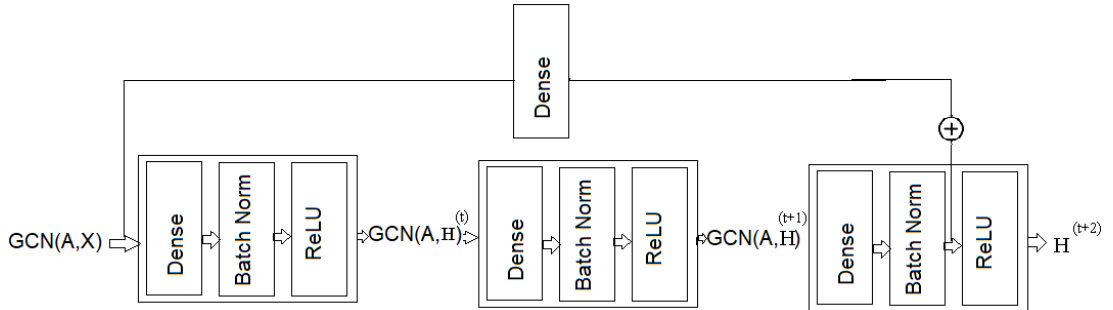 Dense
+
GCN(A,X)
Dense
Batch Norm
ReLU
GCN(A,H)(t)
Dense
Batch Norm
ReLU
GCN(A,H)(t+1)
Dense
Batch Norm
ReLU
H(t+2)